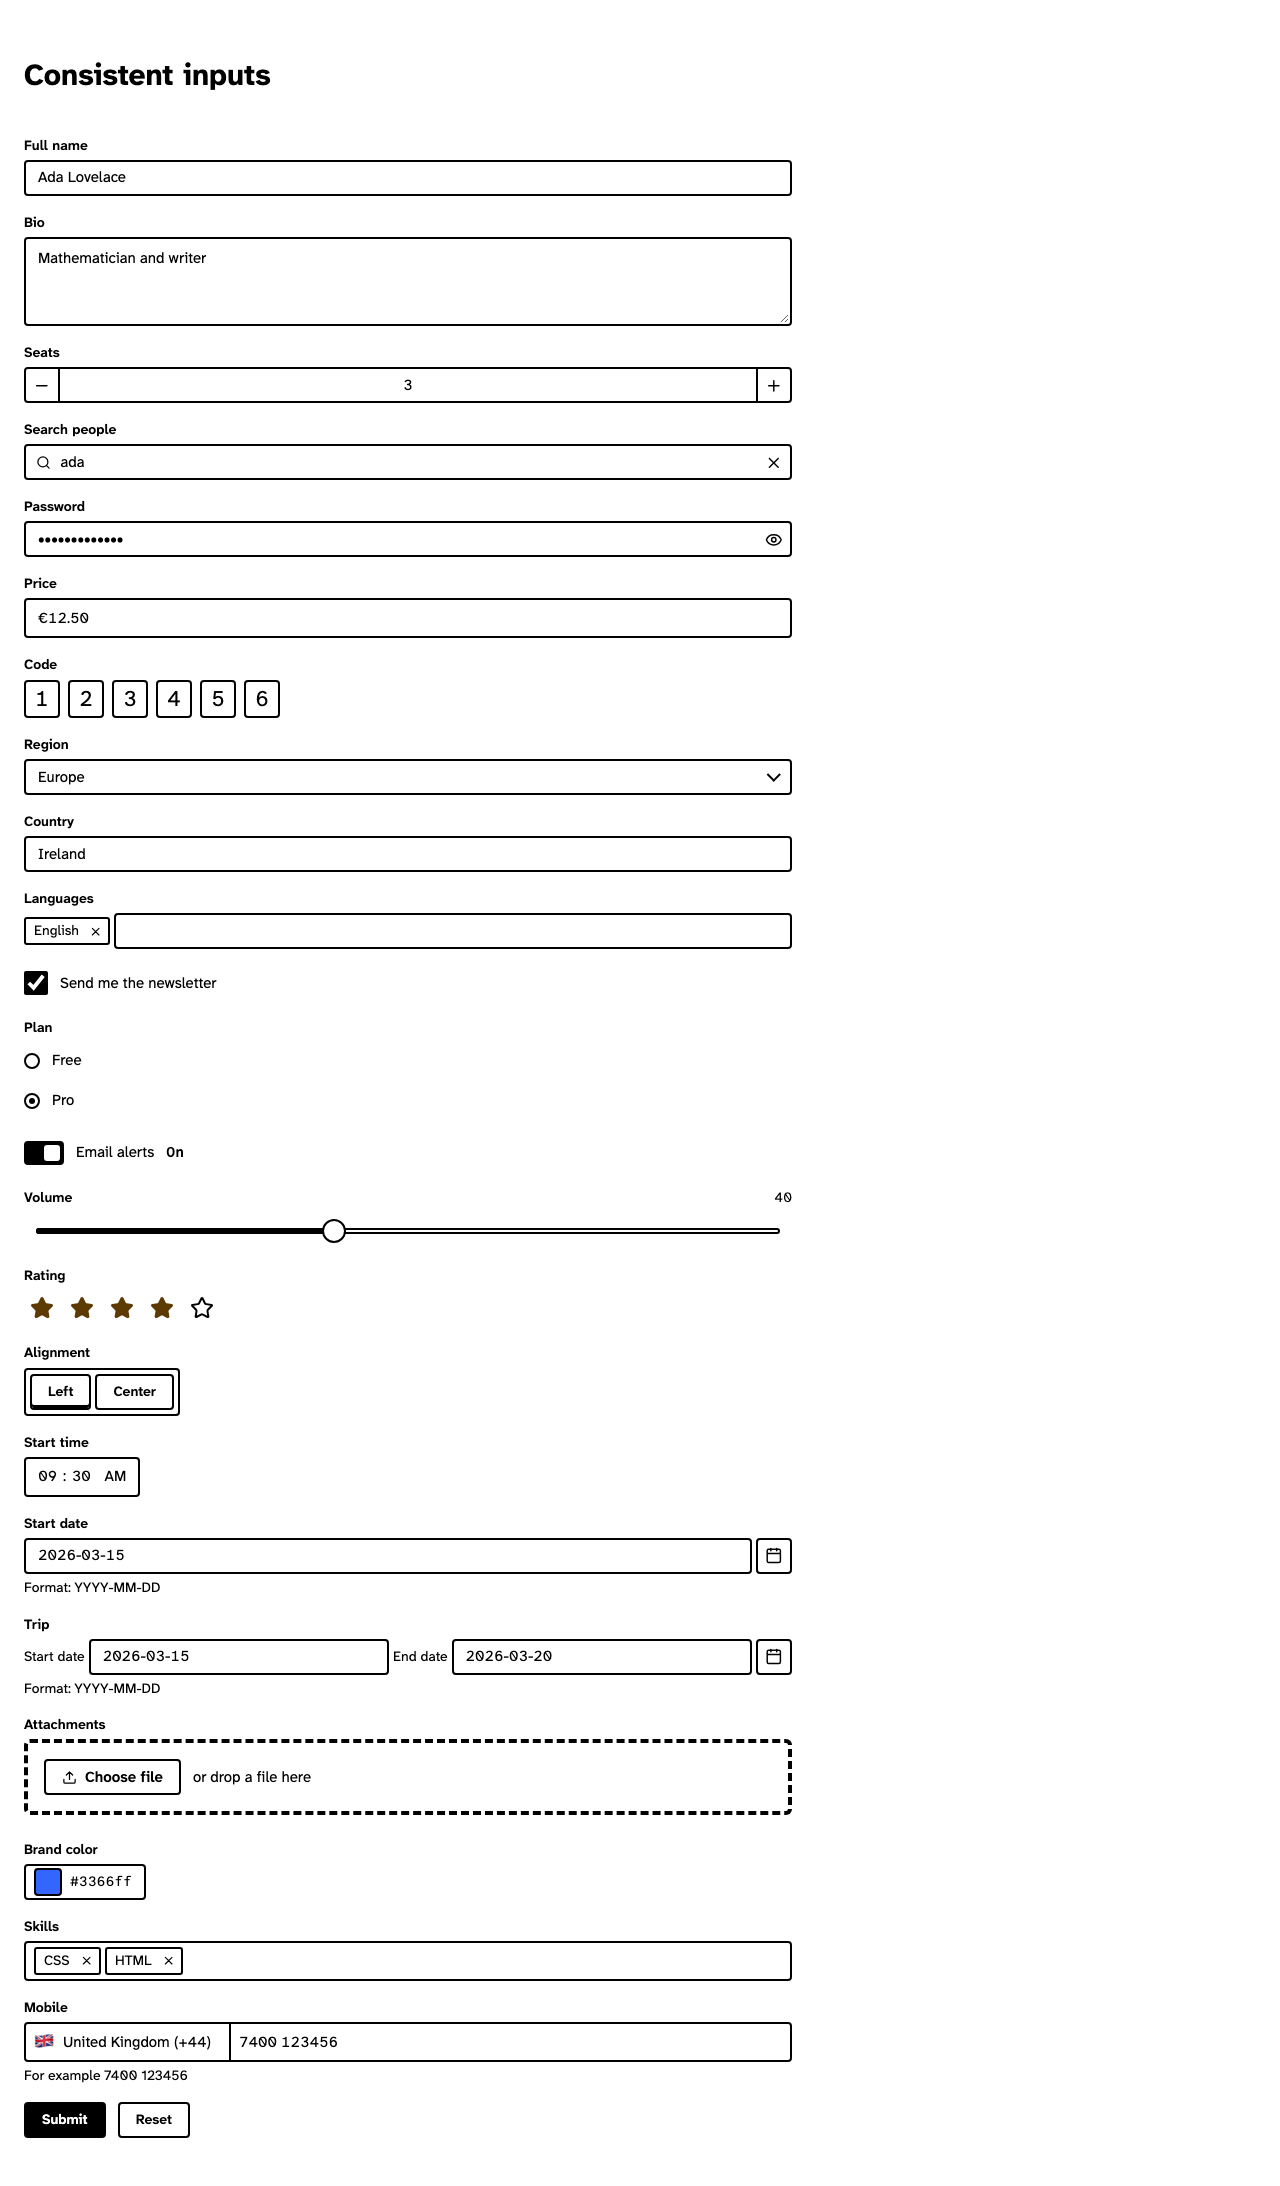 Consistent inputs
Full name
Ada Lovelace
Bio
Mathematician and writer
Seats
3
Search people
ada
Password
•••••••••••••
Price
€12.50
Code
1 2 3 4 5 6
Region
Europe
Country
Ireland
Languages
English
Send me the newsletter
Plan
Free
Pro
Email alerts On
Volume 40
Rating
Alignment
Left Center
Start time
09 : 30 AM
Start date
2026-03-15
Format: YYYY-MM-DD
Trip
Start date 2026-03-15 End date 2026-03-20
Format: YYYY-MM-DD
Attachments
Choose file or drop a file here
Brand color
#3366ff
Skills
CSS HTML
Mobile
United Kingdom (+44) 7400 123456
For example 7400 123456
Submit Reset